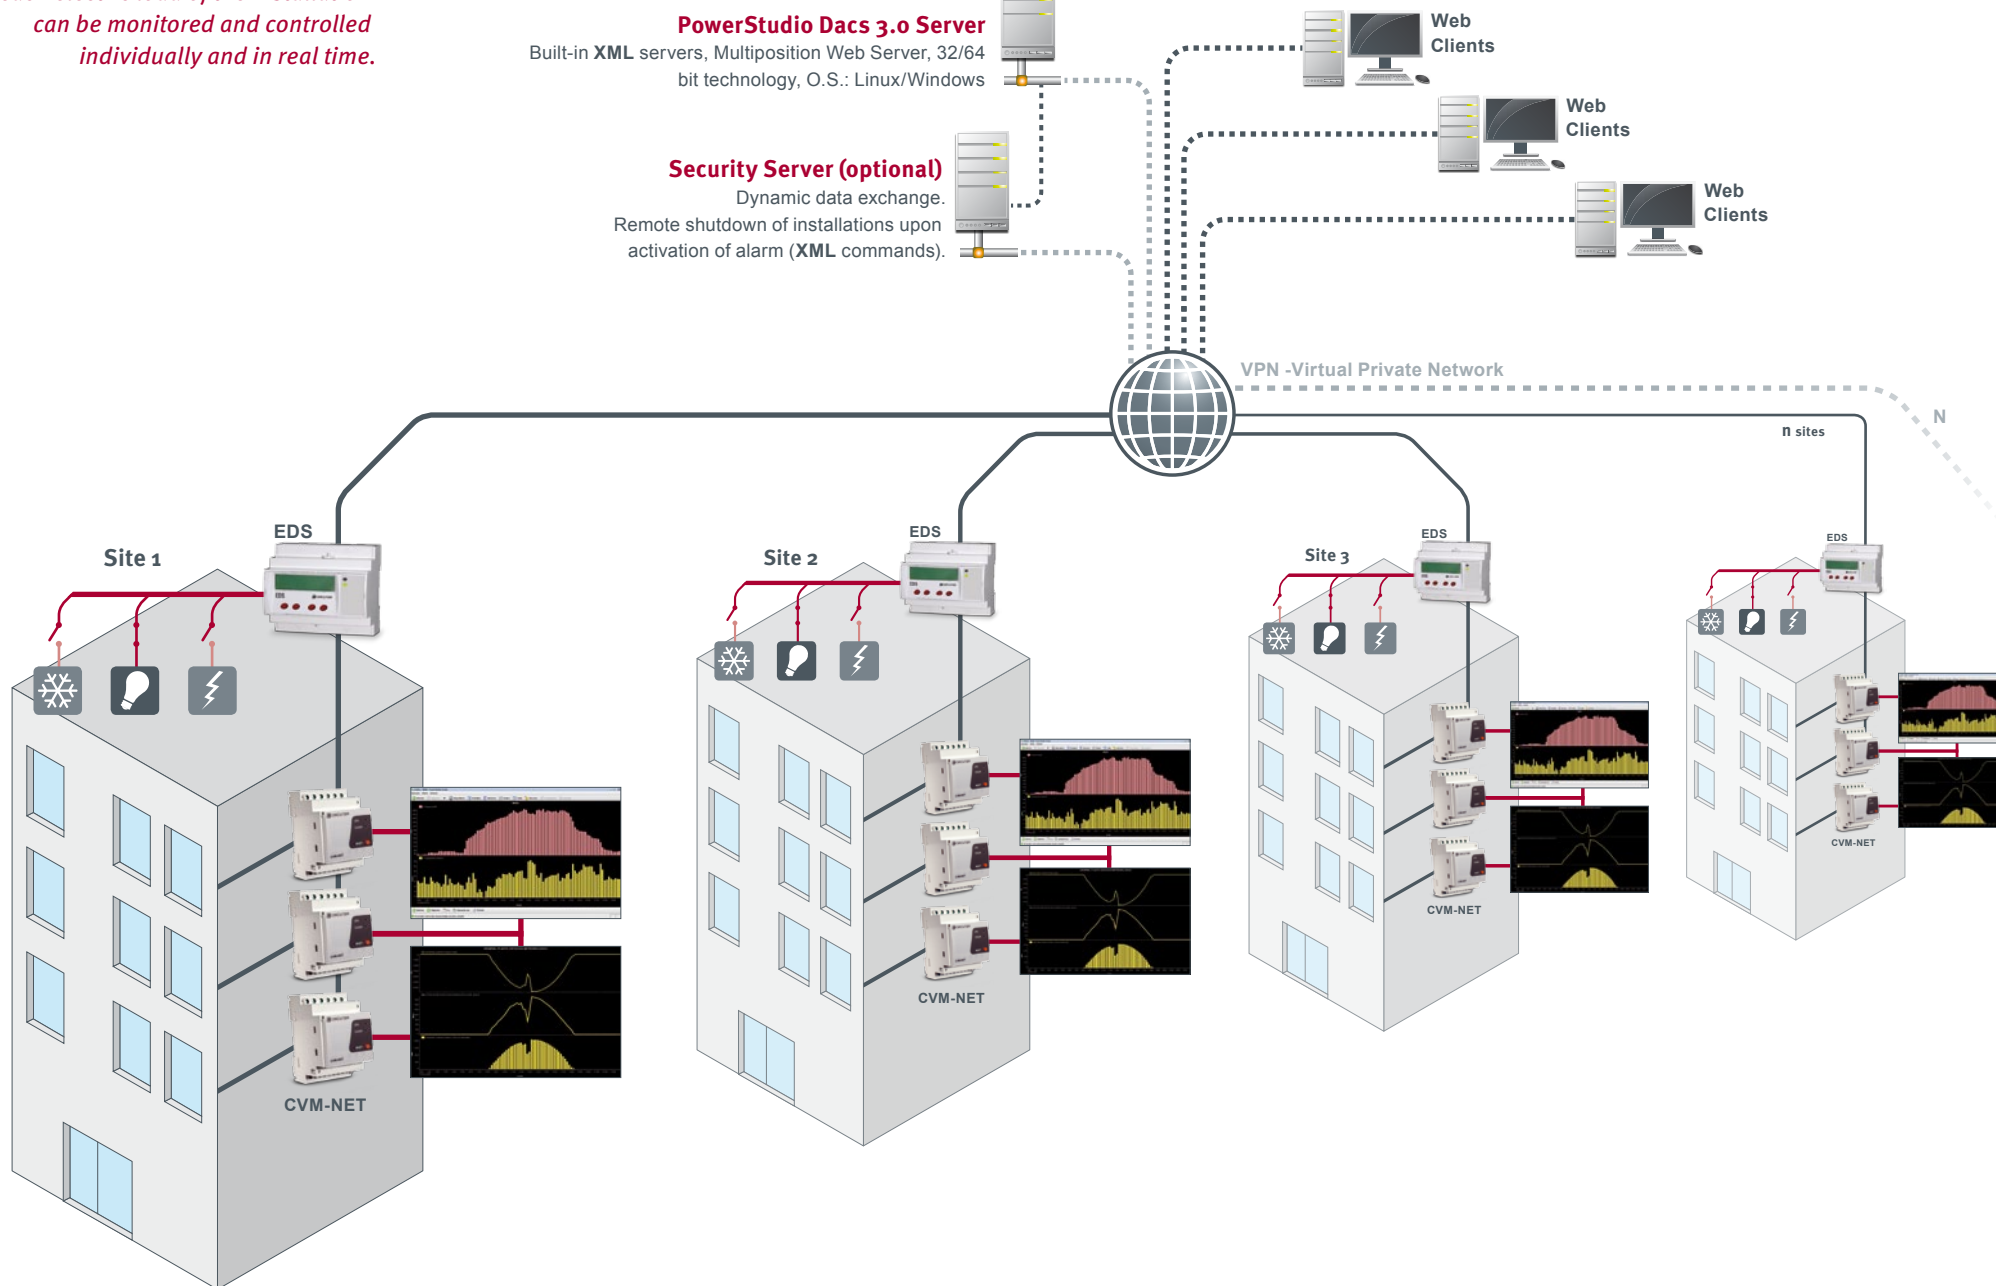 can be monitored and controlled
individually and in real time.
PowerStudio Dacs 3.0 Server
Built-in XML servers, Multiposition Web Server, 32/64
bit technology, O.S.: Linux/Windows
Security Server (optional)
Dynamic data exchange.
Remote shutdown of installations upon
activation of alarm (XML commands).
Web
Clients
Web
Clients
Web
Clients
VPN -Virtual Private Network
N
n sites
Site 1
EDS
Site 2
EDS
Site 3
EDS
EDS
CVM-NET
CVM-NET
CVM-NET
CVM-NET